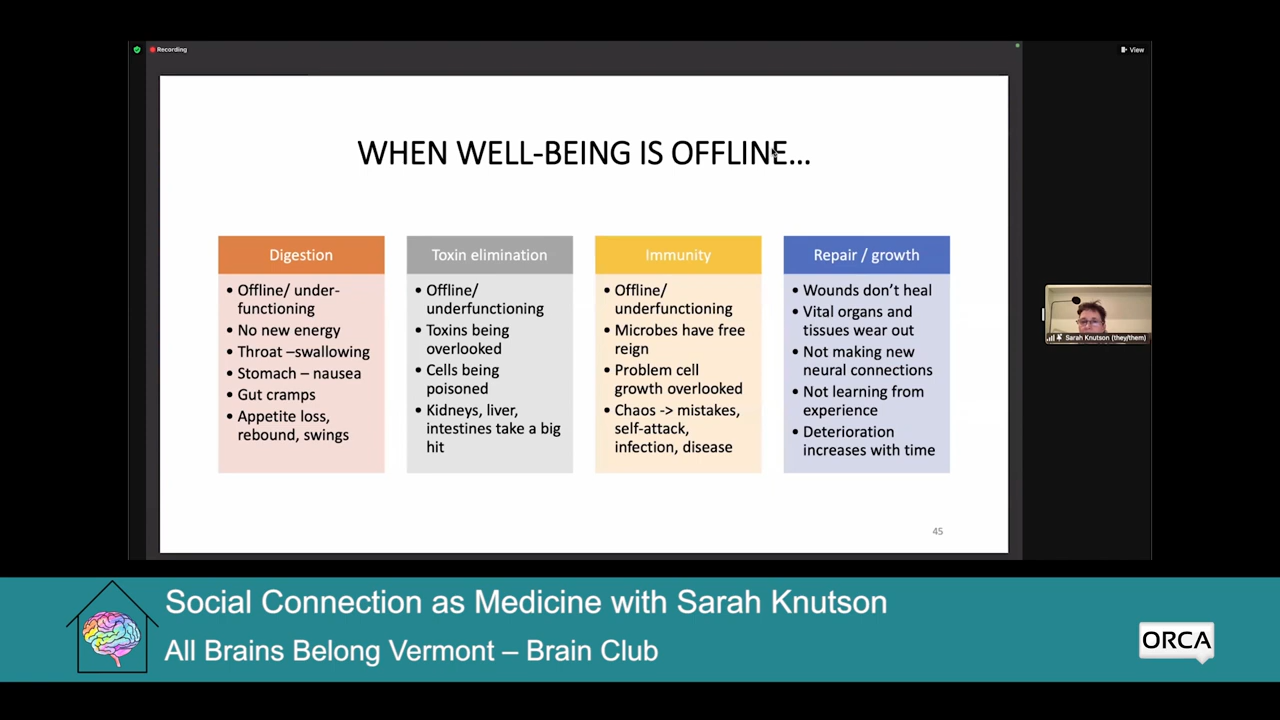 Recording
View
WHEN WELL-BEING IS OFFLINE...
Digestion
• Offline/ under-
functioning
• No new energy
• Throat –swallowing
• Stomach – nausea
• Gut cramps
• Appetite loss,
rebound, swings
Toxin elimination
• Offline/
underfunctioning
• Toxins being
overlooked
• Cells being
poisoned
• Kidneys, liver,
intestines take a big
hit
Immunity
• Offline/
underfunctioning
• Microbes have free
reign
• Problem cell
growth overlooked
• Chaos -> mistakes,
self-attack,
infection, disease
Repair / growth
• Wounds don’t heal
• Vital organs and
tissues wear out
• Not making new
neural connections
• Not learning from
experience
• Deterioration
increases with time
45
Sarah Knutson (they/them)
Social Connection as Medicine with Sarah Knutson
All Brains Belong Vermont – Brain Club
ORCA